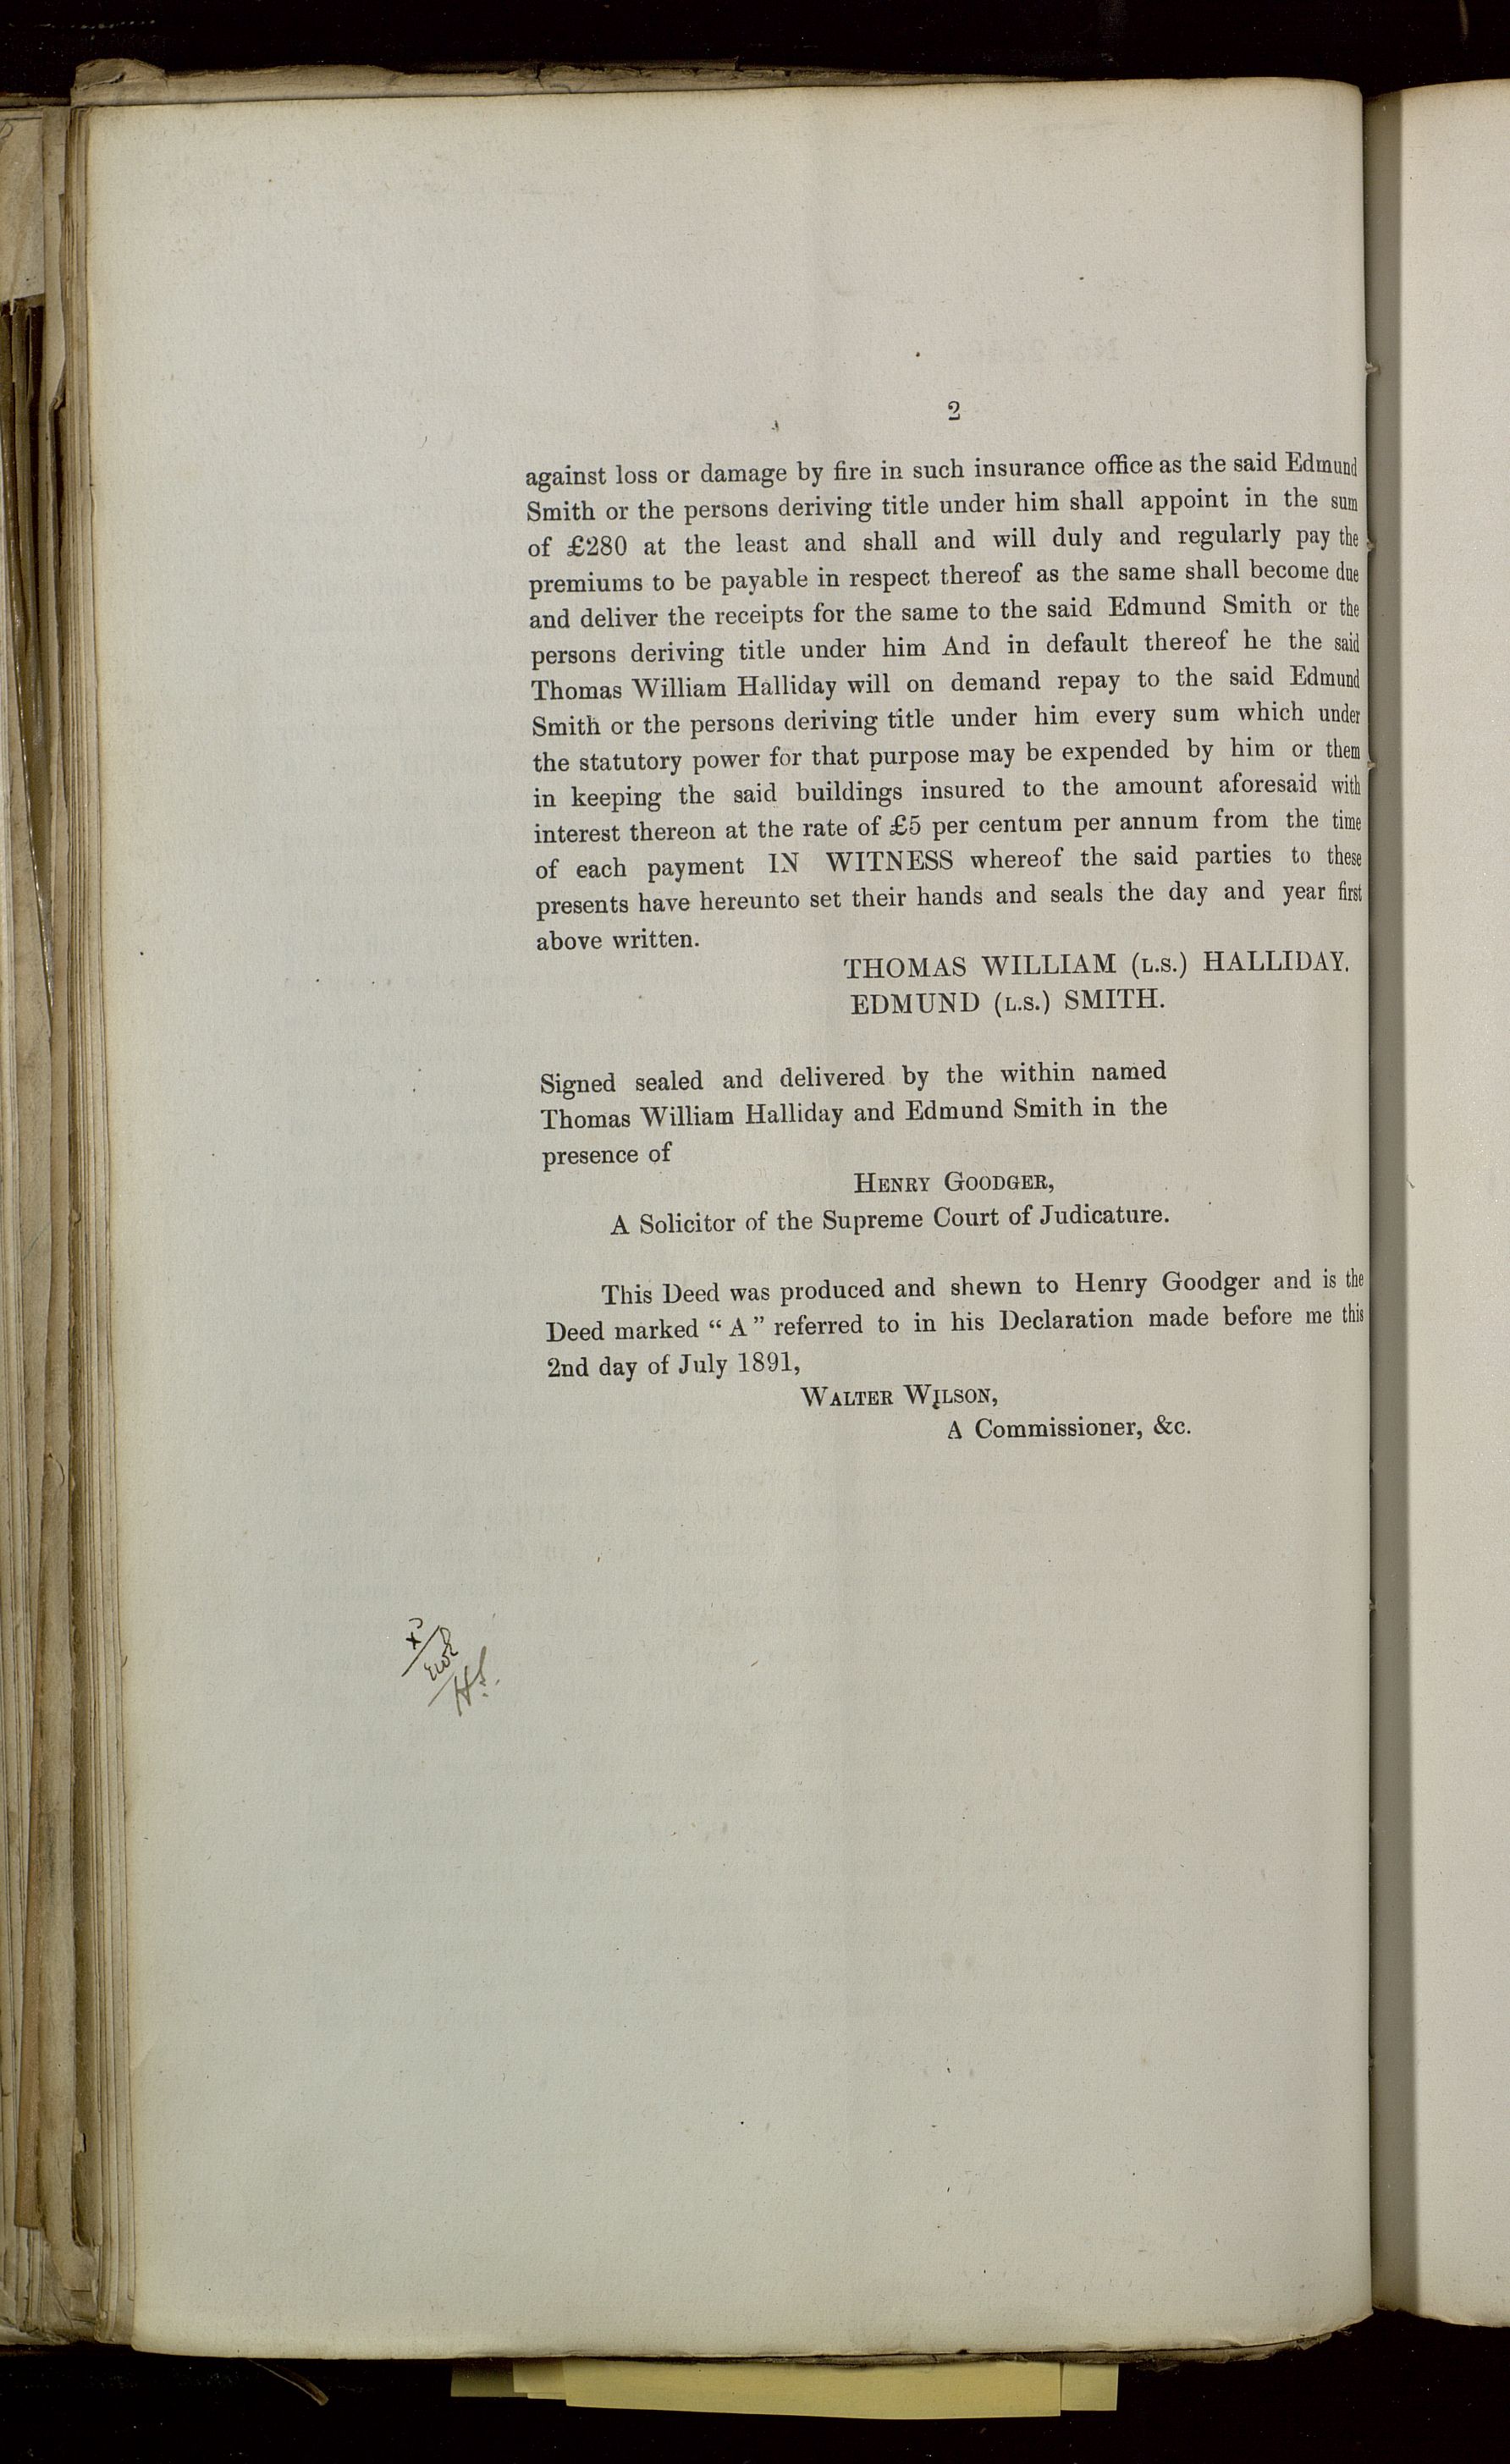 2
against loss or damage by fire in such insurance office as the said Edmund
Smith or the persons deriving title under him shall appoint in the sum
of £280 at the least and shall and will duly and regularly pay the
premiums to be payable in respect thereof as the same shall become due
and deliver the receipts for the same to the said Edmund Smith or the
persons deriving title under him And in default thereof he the said
Thomas William Halliday will on demand repay to the said Edmund
Smith or the persons deriving title under him every sum which under
the statutory power for that purpose may be expended by him or them
in keeping the said buildings insured to the amount aforesaid with
interest thereon at the rate of £5 per centum per annum from the time
of each payment IN WITNESS whereof the said parties to these
presents have hereunto set their hands and seals the day and year first
above written.
THOMAS WILLIAM (L.S.) HALLIDAY.
EDMUND (L.S.) SMITH.
Signed sealed and delivered by the within named
Thomas William Halliday and Edmund Smith in the
presence of
HENRY GOODGER,
A Solicitor of the Supreme Court of Judicature.
This Deed was produced and shewn to Henry Goodger and is the
Deed marked “ A ” referred to in his Declaration made before me this
2nd day of July 1891,
WALTER WILSON,
A Commissioner, &c.